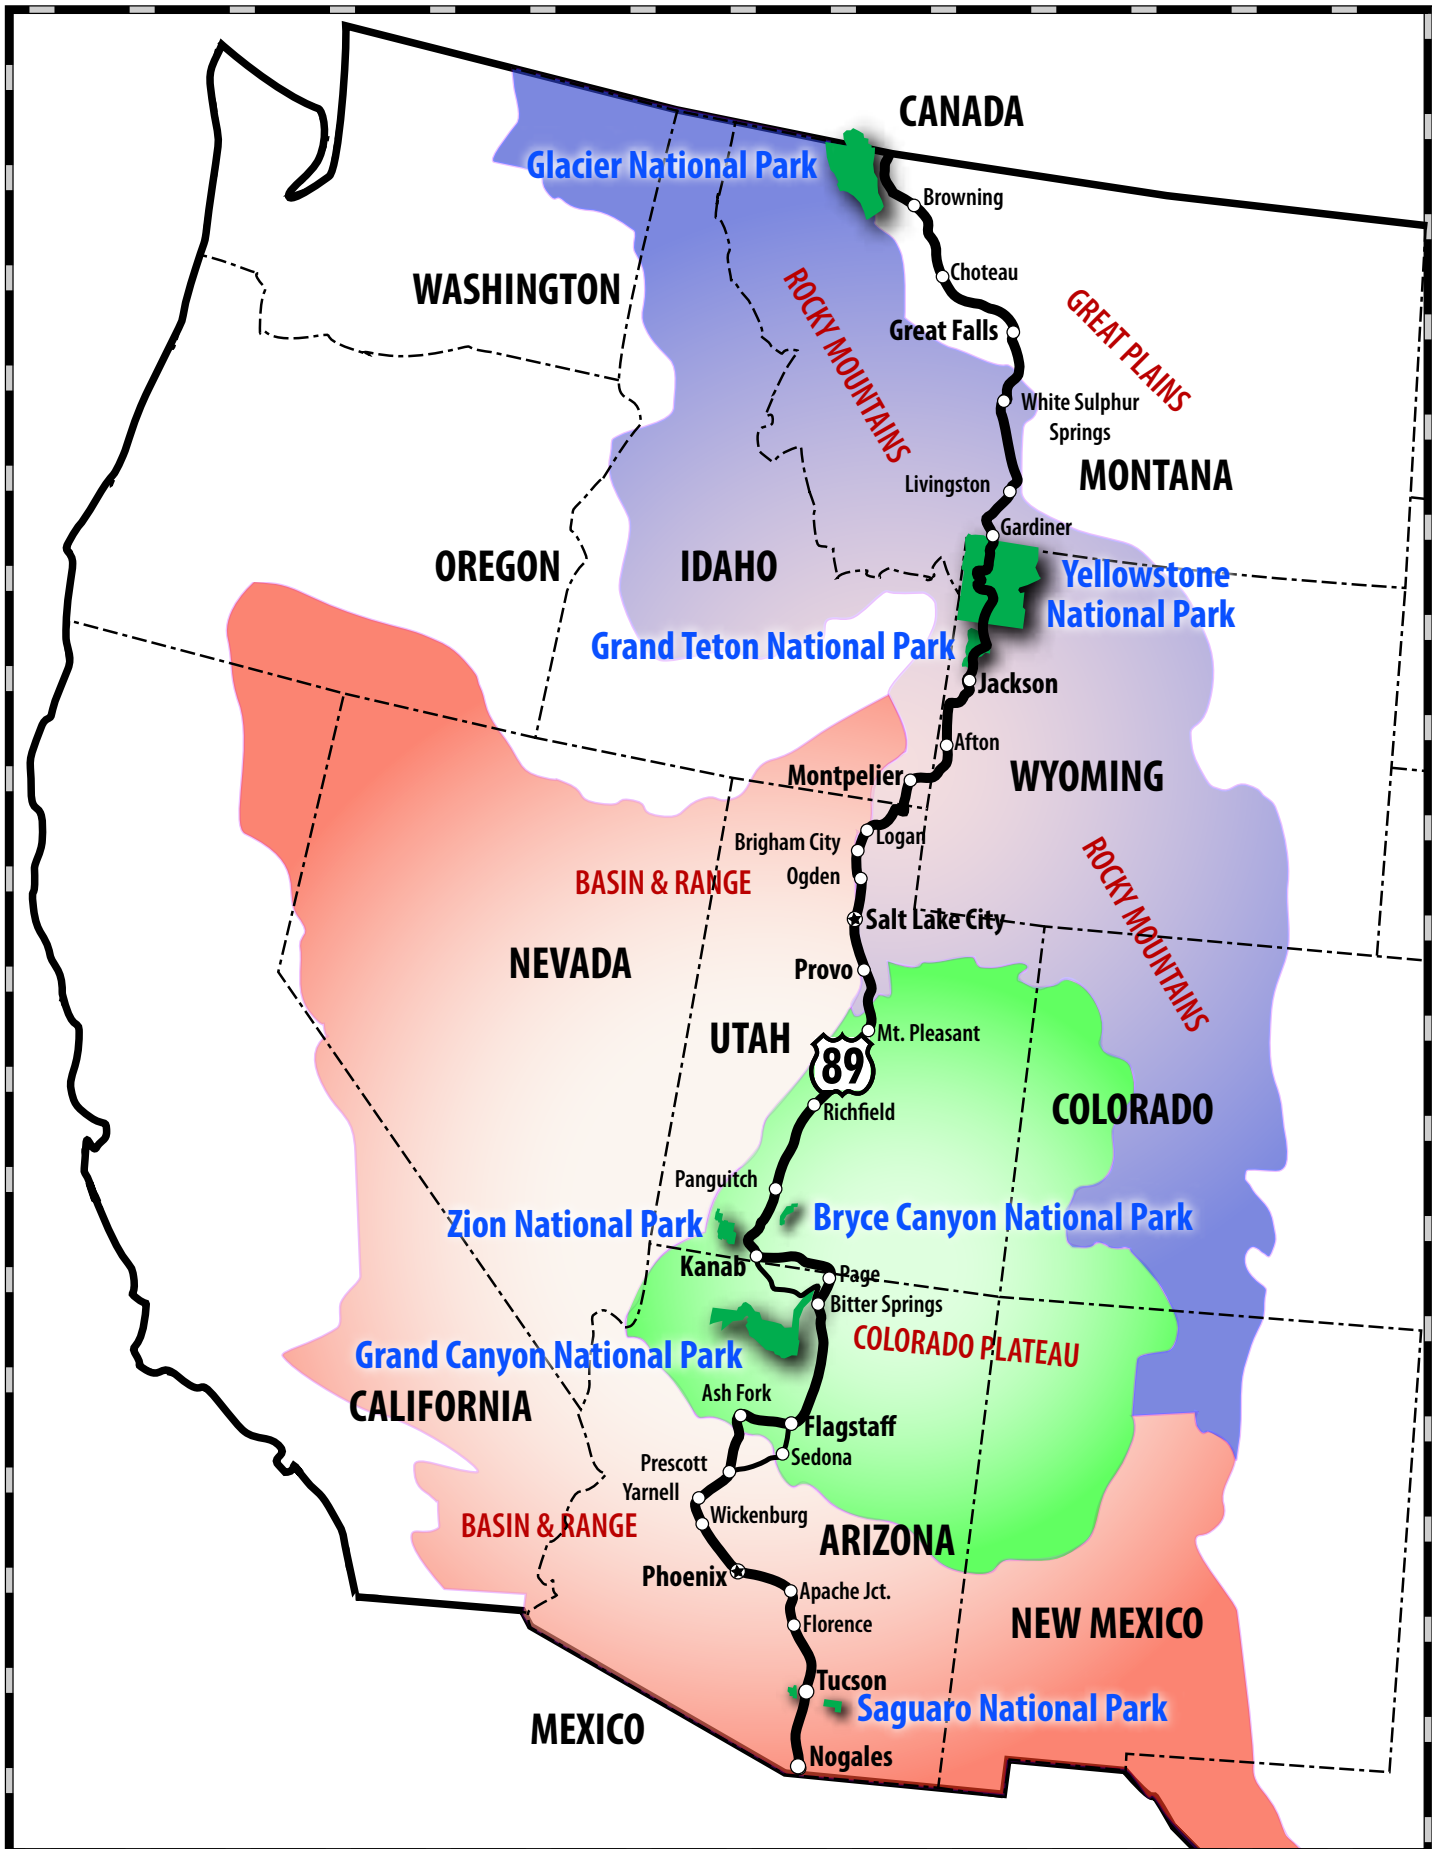 CANADA
Glacier National Park
Browning
Choteau
WASHINGTON
ROCKY MOUNTAINS
GREAT PLAINS
Great Falls
White Sulphur
Springs
MONTANA
Livingston
Gardiner
OREGON
IDAHO
Yellowstone
National Park
Grand Teton National Park
Jackson
Afton
Montpelier
WYOMING
Logan
Brigham City
Ogden
BASIN & RANGE
ROCKY MOUNTAINS
Salt Lake City
NEVADA
Provo
UTAH
Mt. Pleasant
89
COLORADO
Richfield
Panguitch
Zion National Park
Bryce Canyon National Park
Kanab
Page
Bitter Springs
COLORADO PLATEAU
Grand Canyon National Park
Ash Fork
CALIFORNIA
Flagstaff
Sedona
Prescott
Yarnell
Wickenburg
BASIN & RANGE
ARIZONA
Phoenix
Apache Jct.
Florence
NEW MEXICO
Tucson
Saguaro National Park
MEXICO
Nogales